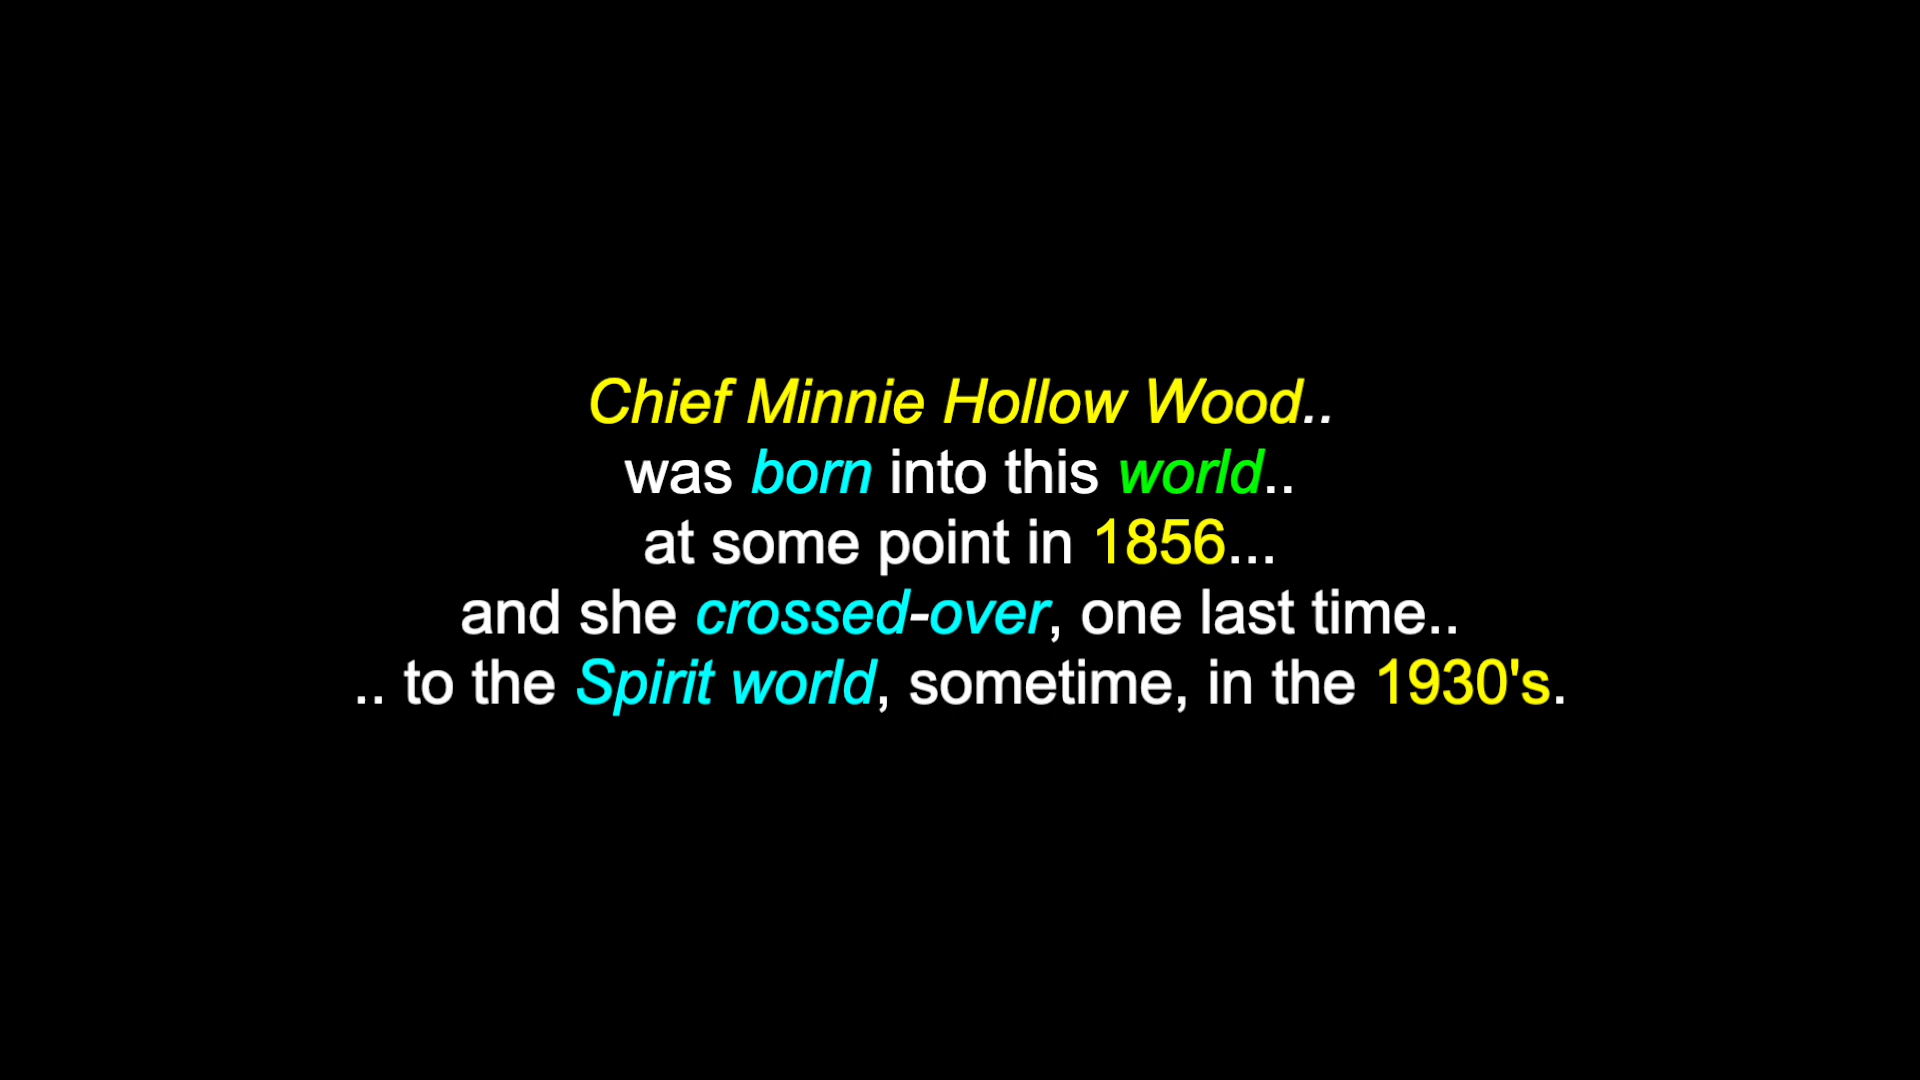 Chief Minnie Hollow Wood..
was born into this world..
at some point in 1856...
and she crossed-over, one last time..
.. to the Spirit world, sometime, in the 1930's.